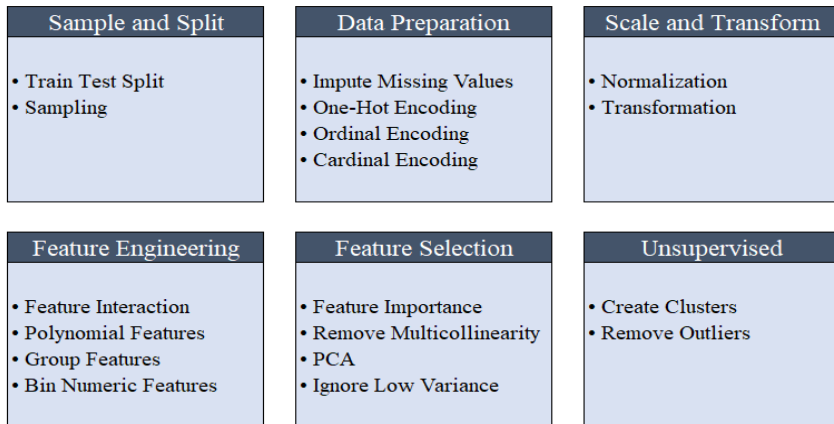 Sample and Split
• Train Test Split
• Sampling
Data Preparation
• Impute Missing Values
• One-Hot Encoding
• Ordinal Encoding
• Cardinal Encoding
Scale and Transform
• Normalization
• Transformation
Feature Engineering
• Feature Interaction
• Polynomial Features
• Group Features
• Bin Numeric Features
Feature Selection
• Feature Importance
• Remove Multicollinearity
• PCA
• Ignore Low Variance
Unsupervised
• Create Clusters
• Remove Outliers